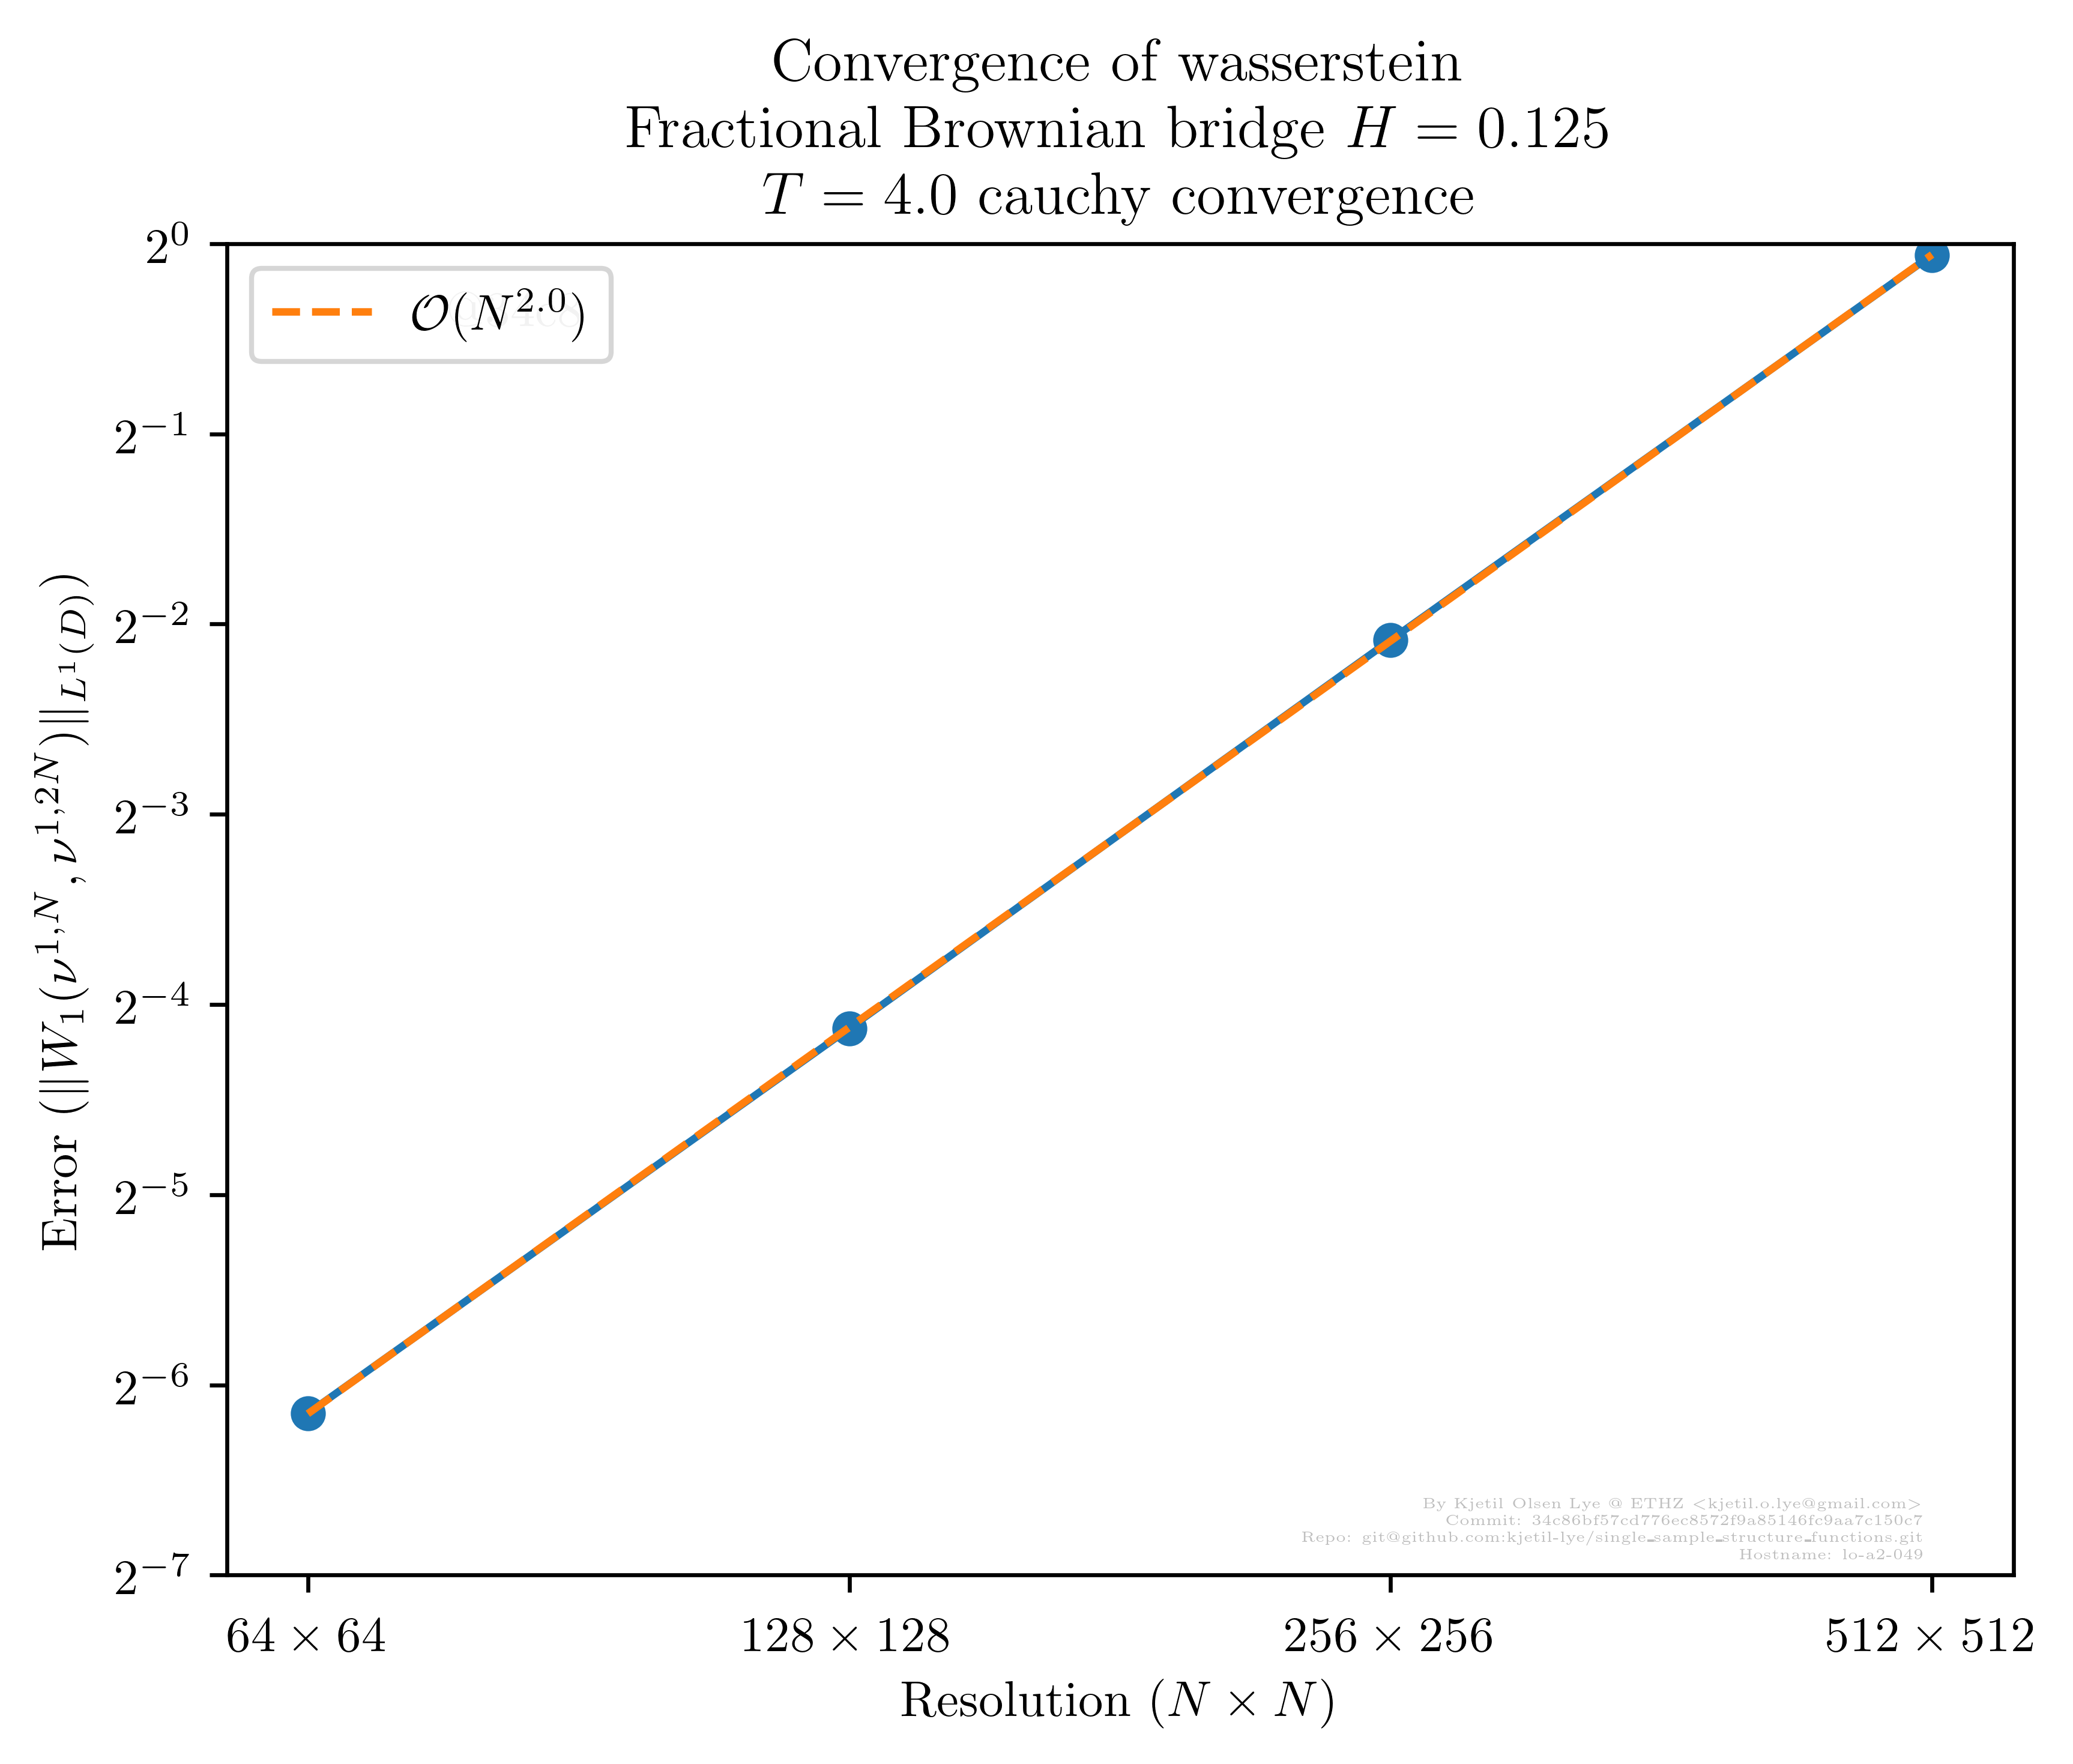 Convergence of wasserstein
Fractional Brownian bridge H = 0.125
T = 4.0 cauchy convergence
2^0
O(N^{2.0})
2^{-1}
2^{-2}
2^{-3}
2^{-4}
2^{-5}
2^{-6}
2^{-7}
Error (||W_1(ν^{1,N}, ν^{1,2N})||_{L^1(D)})
By Kjetil Olsen Lye @ ETHZ <kjetil.o.lye@gmail.com>
Commit: 34c86bf57cd776ec8572f9a85146fc9aa7c150c7
Repo: git@github.com:kjetil-lye/single_sample_structure_functions.git
Hostname: lo-a2-049
64 × 64 128 × 128 256 × 256 512 × 512
Resolution (N × N)